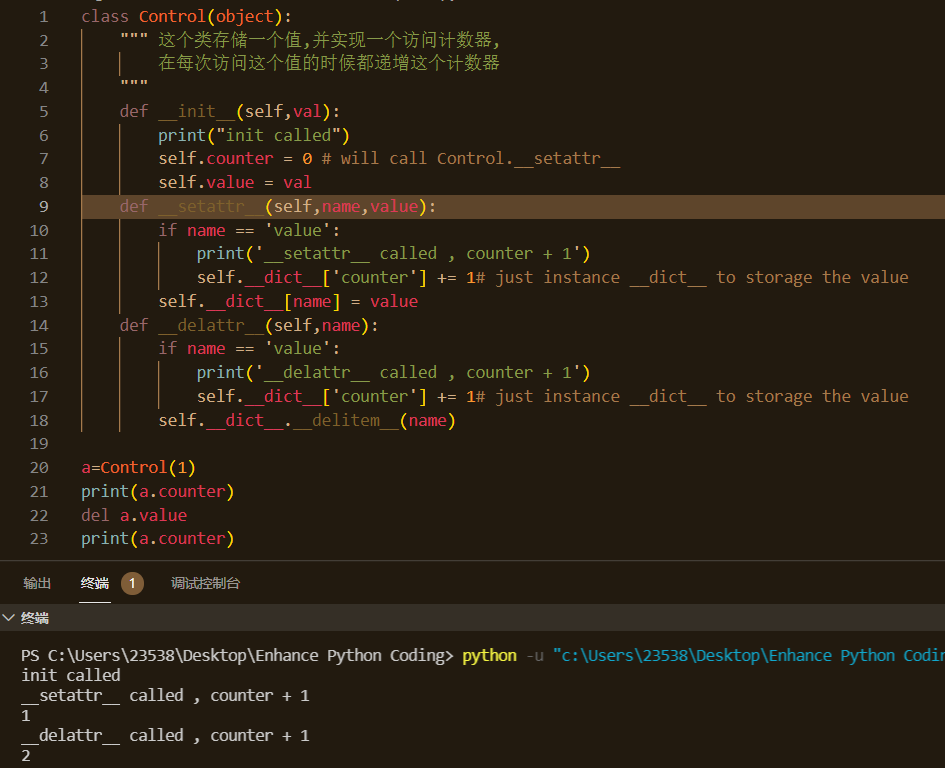 1 class Control(object):
2     """ 这个类存储一个值,并实现一个访问计数器,
3         在每次访问这个值的时候都递增这个计数器
4     """
5     def __init__(self,val):
6         print("init called")
7         self.counter = 0 # will call Control.__setattr__
8         self.value = val
9     def __setattr__(self,name,value):
10         if name == 'value':
11             print('__setattr__ called , counter + 1')
12             self.__dict__['counter'] += 1# just instance __dict__ to storage the value
13         self.__dict__[name] = value
14     def __delattr__(self,name):
15         if name == 'value':
16             print('__delattr__ called , counter + 1')
17             self.__dict__['counter'] += 1# just instance __dict__ to storage the value
18         self.__dict__.__delitem__(name)
19
20 a=Control(1)
21 print(a.counter)
22 del a.value
23 print(a.counter)
输出 终端 1 调试控制台
终端
PS C:\Users\23538\Desktop\Enhance Python Coding> python -u "c:\Users\23538\Desktop\Enhance Python Codin
init called
__setattr__ called , counter + 1
1
__delattr__ called , counter + 1
2